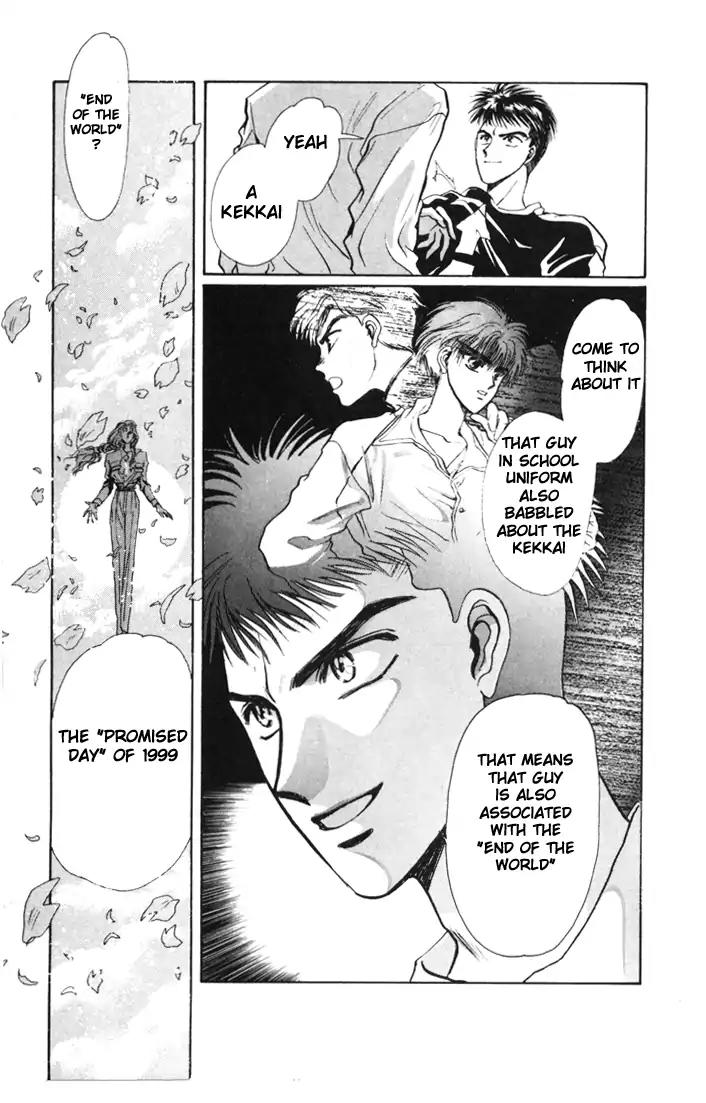 YEAH
A
KEKKAI
COME TO
THINK
ABOUT IT
THAT GUY
IN SCHOOL
UNIFORM
ALSO
BABBLED
ABOUT THE
KEKKAI
THAT MEANS
THAT GUY
IS ALSO
ASSOCIATED
WITH THE
"END OF THE
WORLD"
"END
OF THE
WORLD"
?
THE "PROMISED
DAY" OF 1999